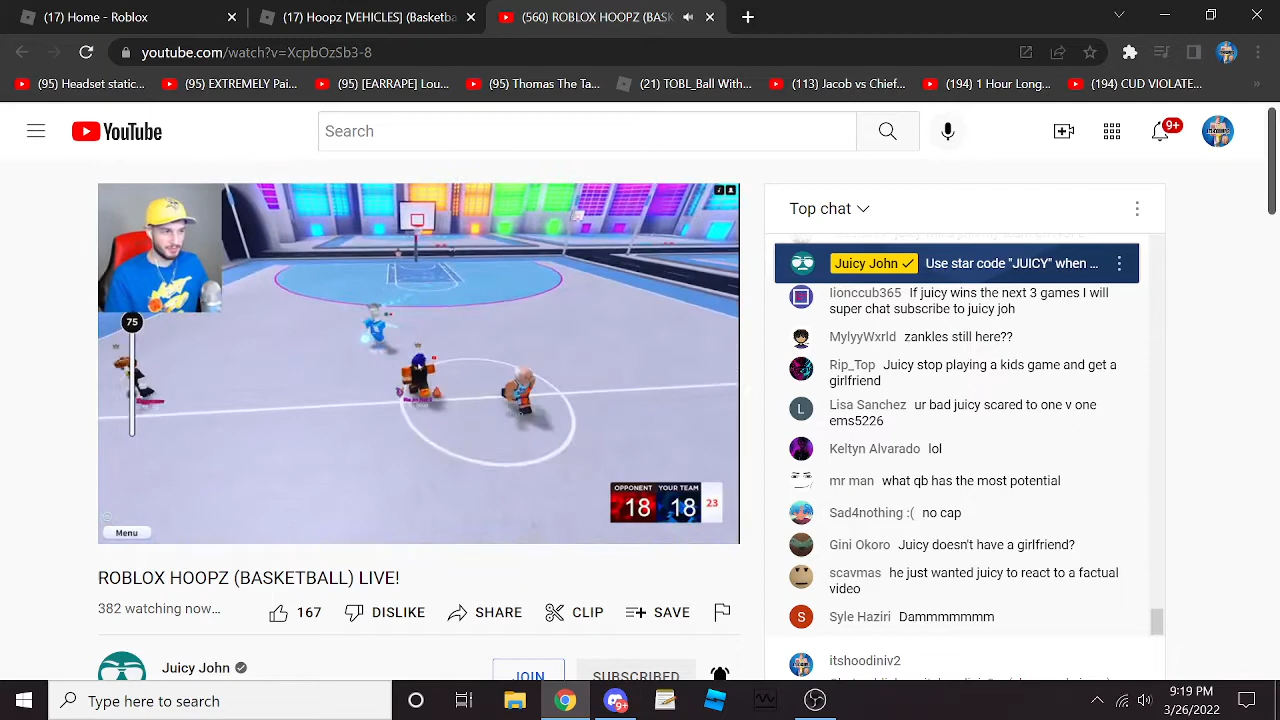 (17) Home - Roblox
(17) Hoopz [VEHICLES] (Basketba
(560) ROBLOX HOOPZ (BASK
youtube.com/watch?v=XcpbOzSb3-8
(95) Headset static...
(95) EXTREMELY Pai...
(95) [EARRAPE] Lou...
(95) Thomas The Ta...
(21) TOBL_Ball With...
(113) Jacob vs Chief...
(194) 1 Hour Long...
(194) CUD VIOLATE...
YouTube
Search
9+
75
OPPONENT YOUR TEAM
18 18 23
Menu
ROBLOX HOOPZ (BASKETBALL) LIVE!
382 watching now...
167 DISLIKE SHARE CLIP SAVE
Juicy John
JOIN SUBSCRIBED
Top chat
Juicy John Use star code "JUICY" when ...
lionccub365 If juicy wins the next 3 games I will
super chat subscribe to juicy joh
MylyyWxrld zankles still here??
Rip_Top Juicy stop playing a kids game and get a
girlfriend
L Lisa Sanchez ur bad juicy scared to one v one
ems5226
Keltyn Alvarado lol
mr man what qb has the most potential
Sad4nothing :( no cap
Gini Okoro Juicy doesn't have a girlfriend?
scavmas he just wanted juicy to react to a factual
video
S Syle Haziri Dammmmmmm
itshoodiniv2
Type here to search
9:19 PM
3/26/2022